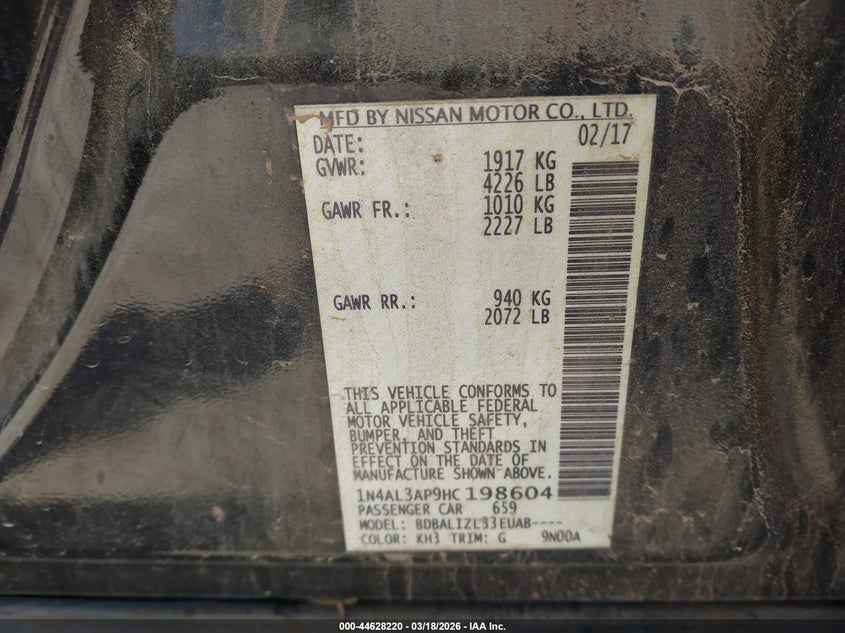 MFD BY NISSAN MOTOR CO., LTD.
DATE: 02/17
GVWR: 1917 KG
4226 LB
GAWR FR.: 1010 KG
2227 LB
GAWR RR.: 940 KG
2072 LB
THIS VEHICLE CONFORMS TO
ALL APPLICABLE FEDERAL
MOTOR VEHICLE SAFETY,
BUMPER, AND THEFT
PREVENTION STANDARDS IN
EFFECT ON THE DATE OF
MANUFACTURE SHOWN ABOVE.
1N4AL3AP9HC198604
PASSENGER CAR 659
MODEL: BDBALIZL33EUAB----
COLOR: KH3 TRIM: G 9N00A
000-44628220 - 03/18/2026 - IAA Inc.